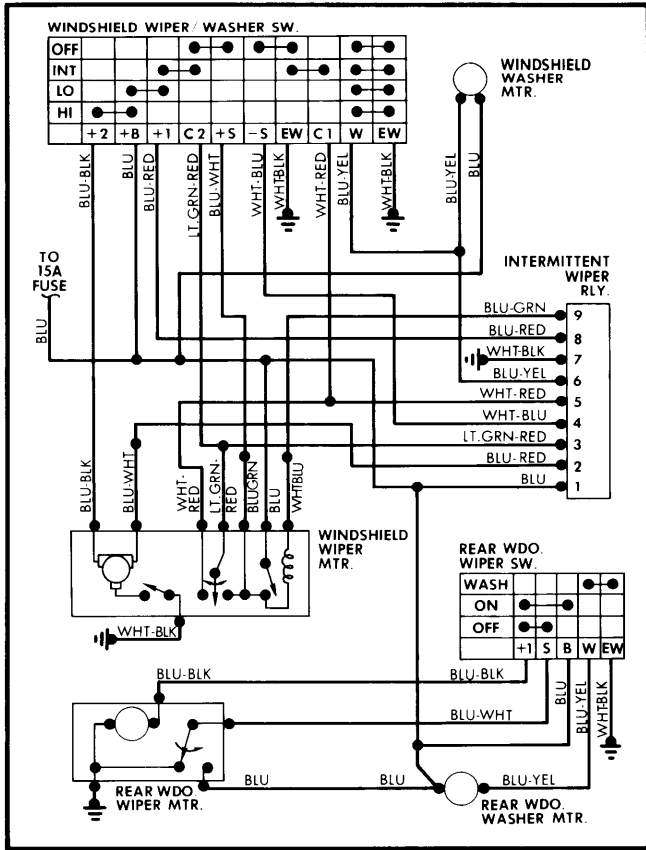 WINDSHIELD WIPER/WASHER SW.
OFF
INT
LO
HI
+2 +B +1 C2 +S -S EW C1 W EW
BLU-BLK
BLU
BLU-RED
LT.GRN-RED
BLU-WHT
WHT-BLU
WHT-BLK
WHT-RED
BLU-YEL
WHT-BLK
WINDSHIELD
WASHER
MTR.
BLU-YEL
BLU
TO
15A
FUSE
BLU
INTERMITTENT
WIPER
RLY.
BLU-GRN 9
BLU-RED 8
WHT-BLK 7
BLU-YEL 6
WHT-RED 5
WHT-BLU 4
LT.GRN-RED 3
BLU-RED 2
BLU 1
BLU-BLK
BLU-WHT
WHT-
RED
LT.GRN-
RED
BLUGRN
BLU
WHTBLU
WINDSHIELD
WIPER
MTR.
WHT-BLK
REAR WDO.
WIPER SW.
WASH
ON
OFF
+1 S B W EW
BLU-BLK
BLU-WHT
BLU
BLU-YEL
WHT-BLK
REAR WDO.
WIPER MTR.
BLU
BLU
BLU-YEL
REAR WDO.
WASHER MTR.